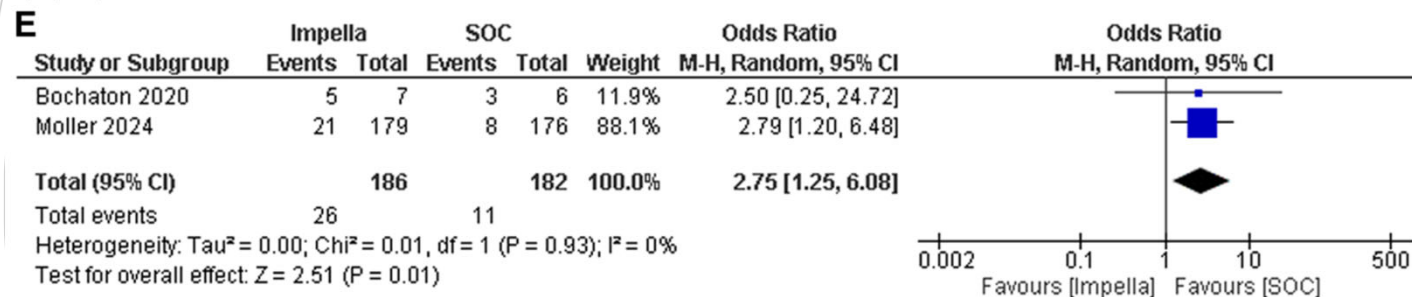 E
Impella SOC Odds Ratio Odds Ratio
Study or Subgroup Events Total Events Total Weight M-H, Random, 95% CI M-H, Random, 95% CI
Bochaton 2020 5 7 3 6 11.9% 2.50 [0.25, 24.72]
Moller 2024 21 179 8 176 88.1% 2.79 [1.20, 6.48]
Total (95% CI) 186 182 100.0% 2.75 [1.25, 6.08]
Total events 26 11
Heterogeneity: Tau² = 0.00; Chi² = 0.01, df = 1 (P = 0.93); I² = 0%
Test for overall effect: Z = 2.51 (P = 0.01)
0.002 0.1 1 10 500
Favours [Impella] Favours [SOC]